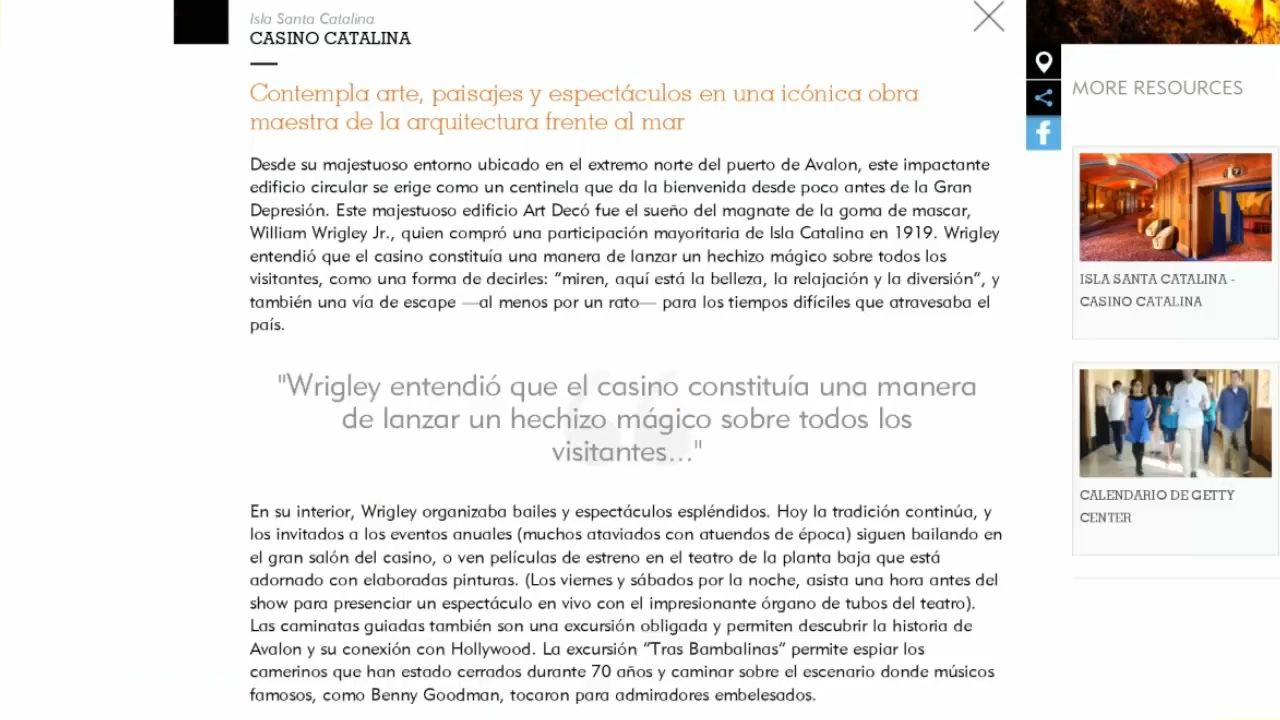 Isla Santa Catalina
CASINO CATALINA
Contempla arte, paisajes y espectáculos en una icónica obra
maestra de la arquitectura frente al mar
Desde su majestuoso entorno ubicado en el extremo norte del puerto de Avalon, este impactante
edificio circular se erige como un centinela que da la bienvenida desde poco antes de la Gran
Depresión. Este majestuoso edificio Art Decó fue el sueño del magnate de la goma de mascar,
William Wrigley Jr., quien compró una participación mayoritaria de Isla Catalina en 1919. Wrigley
entendió que el casino constituía una manera de lanzar un hechizo mágico sobre todos los
visitantes, como una forma de decirles: “miren, aquí está la belleza, la relajación y la diversión”, y
también una vía de escape —al menos por un rato— para los tiempos difíciles que atravesaba el
país.
"Wrigley entendió que el casino constituía una manera
de lanzar un hechizo mágico sobre todos los
visitantes..."
En su interior, Wrigley organizaba bailes y espectáculos espléndidos. Hoy la tradición continúa, y
los invitados a los eventos anuales (muchos ataviados con atuendos de época) siguen bailando en
el gran salón del casino, o ven películas de estreno en el teatro de la planta baja que está
adornado con elaboradas pinturas. (Los viernes y sábados por la noche, asista una hora antes del
show para presenciar un espectáculo en vivo con el impresionante órgano de tubos del teatro).
Las caminatas guiadas también son una excursión obligada y permiten descubrir la historia de
Avalon y su conexión con Hollywood. La excursión “Tras Bambalinas” permite espiar los
camerinos que han estado cerrados durante 70 años y caminar sobre el escenario donde músicos
famosos, como Benny Goodman, tocaron para admiradores embelesados.
MORE RESOURCES
ISLA SANTA CATALINA -
CASINO CATALINA
CALENDARIO DE GETTY
CENTER